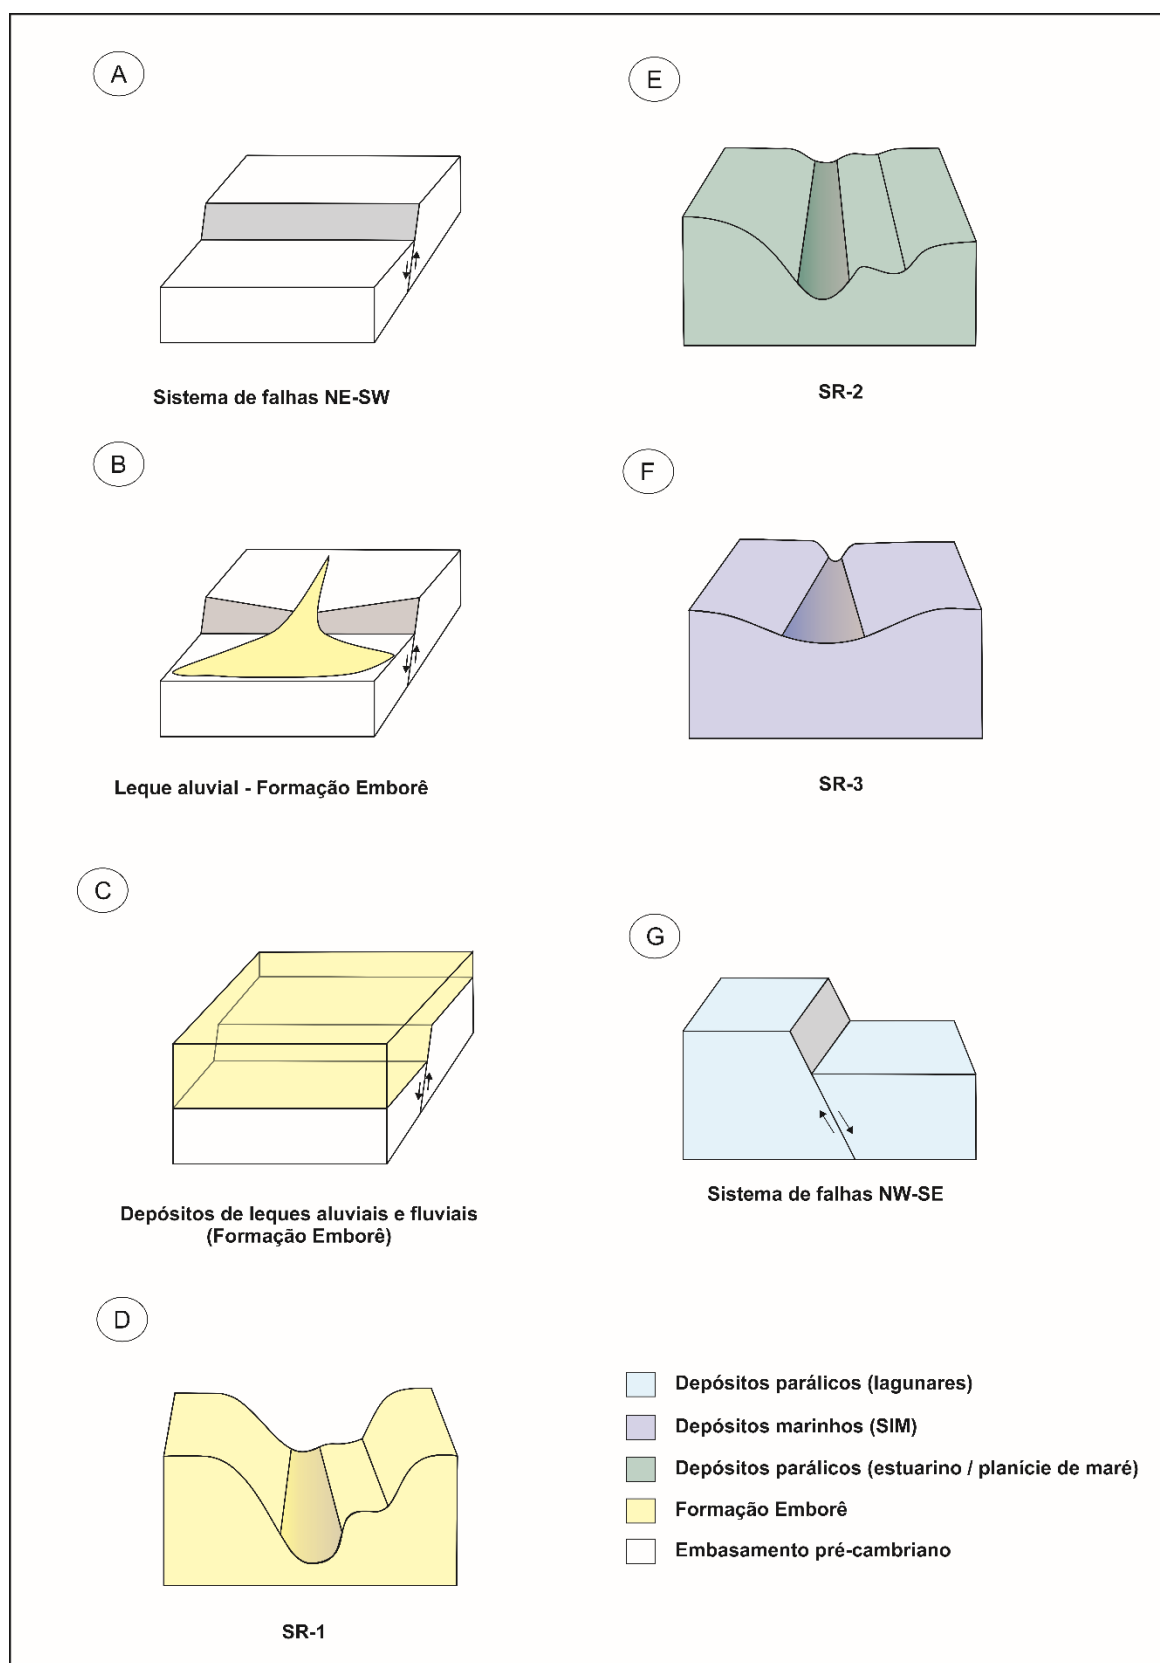 A
Sistema de falhas NE-SW
B
Leque aluvial - Formação Emborê
C
Depósitos de leques aluviais e fluviais
(Formação Emborê)
D
SR-1
E
SR-2
F
SR-3
G
Sistema de falhas NW-SE
Depósitos parálicos (lagunares)
Depósitos marinhos (SIM)
Depósitos parálicos (estuarino / planície de maré)
Formação Emborê
Embasamento pré-cambriano